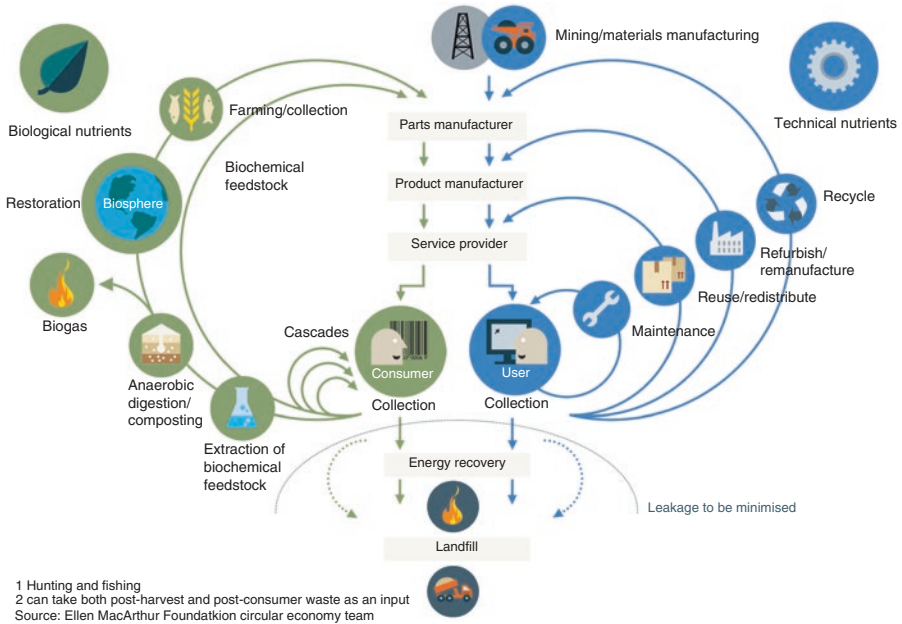 Mining/materials manufacturing
Biological nutrients
Technical nutrients
Farming/collection
Parts manufacturer
Biochemical
feedstock
Product manufacturer
Restoration
Biosphere
Recycle
Service provider
Refurbish/
remanufacture
Biogas
Reuse/redistribute
Cascades
Maintenance
Consumer
User
Anaerobic
digestion/
composting
Collection
Collection
Extraction of
biochemical
feedstock
Energy recovery
Leakage to be minimised
Landfill
1 Hunting and fishing
2 can take both post-harvest and post-consumer waste as an input
Source: Ellen MacArthur Foundatkion circular economy team